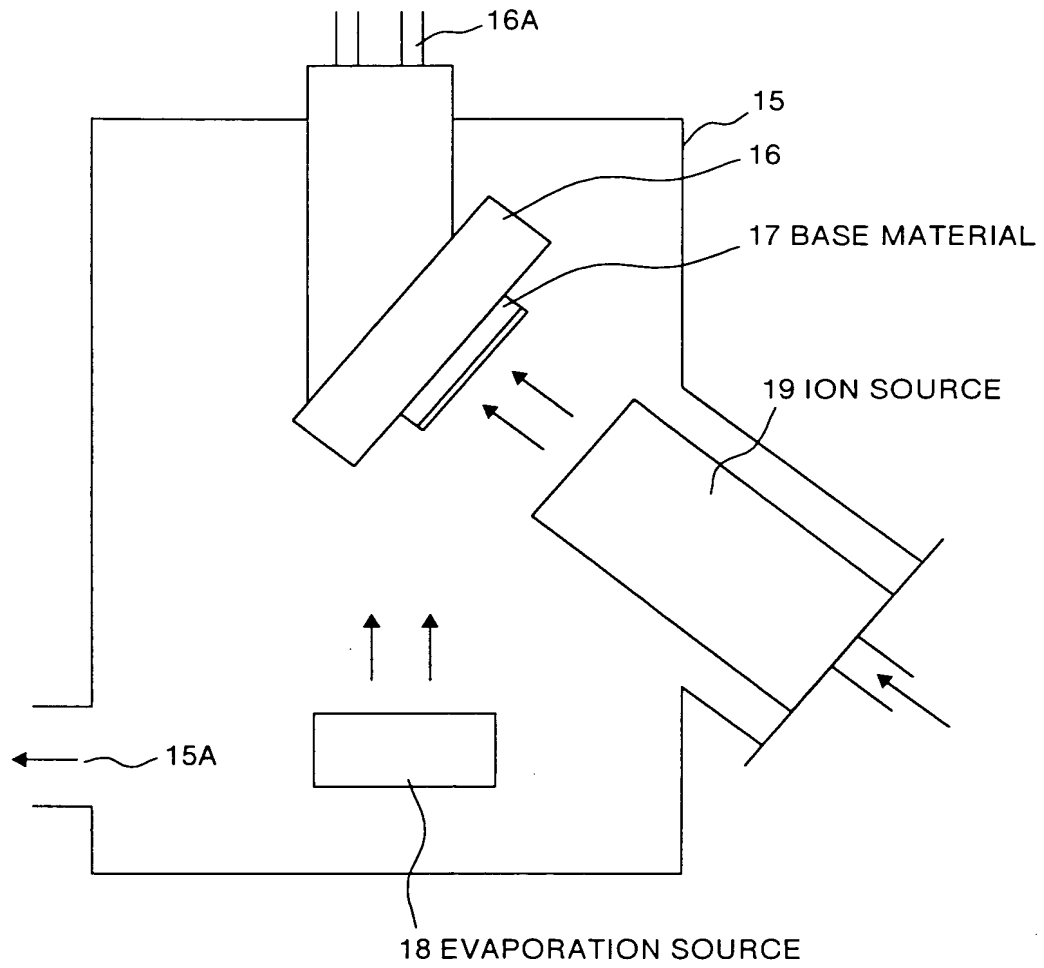 16A
15
16
17 BASE MATERIAL
19 ION SOURCE
15A
18 EVAPORATION SOURCE